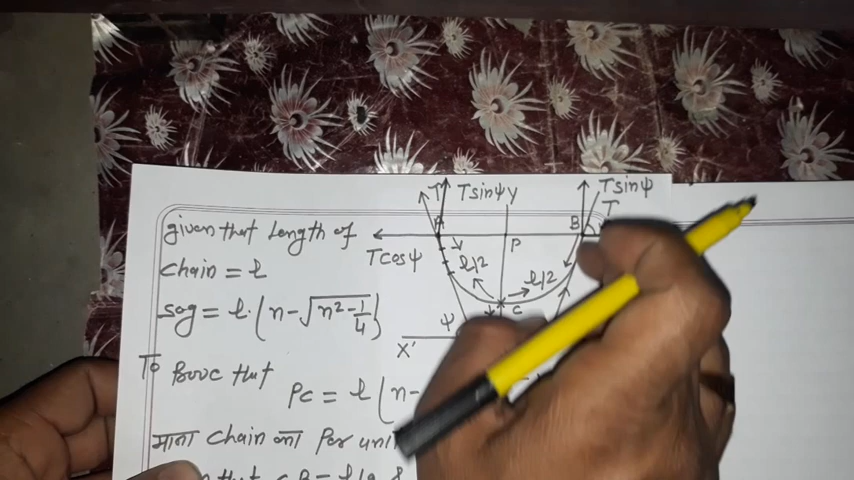 T Tsinψ y Tsinψ
T
given that length of
Tcosψ P B
chain = l
l/2 l/2
C
sag = l·(n-√n²-1/4)
ψ
X'
To Prove that
PC = l(n-
माना chain का Per uni